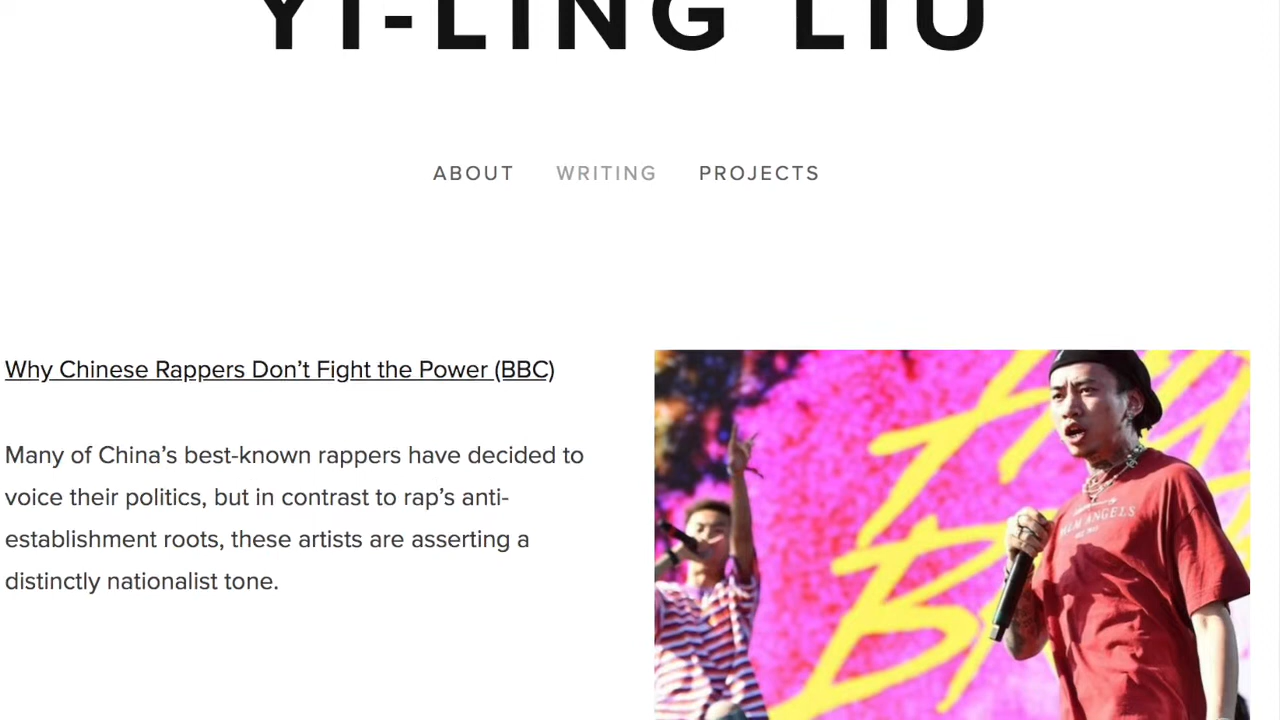 YI-LING LIU
ABOUT WRITING PROJECTS
Why Chinese Rappers Don’t Fight the Power (BBC)
Many of China’s best-known rappers have decided to
voice their politics, but in contrast to rap’s anti-
establishment roots, these artists are asserting a
distinctly nationalist tone.